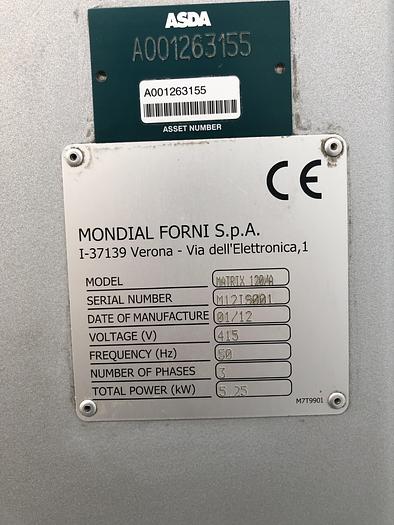 ASDA
A001263155
A001263155
ASSET NUMBER
CE
MONDIAL FORNI S.p.A.
I-37139 Verona - Via dell'Elettronica,1
MODEL MATRIX 120/A
SERIAL NUMBER M12IS001
DATE OF MANUFACTURE 01/12
VOLTAGE (V) 415
FREQUENCY (Hz) 50
NUMBER OF PHASES 3
TOTAL POWER (kW) 5.25
M7T9901